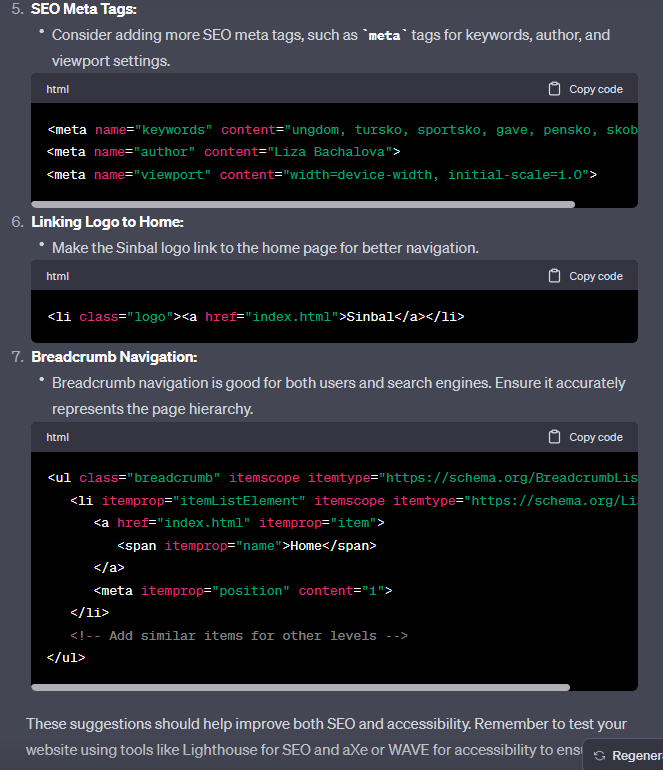 5. SEO Meta Tags:
• Consider adding more SEO meta tags, such as `meta` tags for keywords, author, and
viewport settings.
html Copy code
<meta name="keywords" content="ungdom, tursko, sportsko, gave, pensko, skob
<meta name="author" content="Liza Bachalova">
<meta name="viewport" content="width=device-width, initial-scale=1.0">
6. Linking Logo to Home:
• Make the Sinbal logo link to the home page for better navigation.
html Copy code
<li class="logo"><a href="index.html">Sinbal</a></li>
7. Breadcrumb Navigation:
• Breadcrumb navigation is good for both users and search engines. Ensure it accurately
represents the page hierarchy.
html Copy code
<ul class="breadcrumb" itemscope itemtype="https://schema.org/BreadcrumbLis
<li itemprop="itemListElement" itemscope itemtype="https://schema.org/Li
<a href="index.html" itemprop="item">
<span itemprop="name">Home</span>
</a>
<meta itemprop="position" content="1">
</li>
<!-- Add similar items for other levels -->
</ul>
These suggestions should help improve both SEO and accessibility. Remember to test your
website using tools like Lighthouse for SEO and aXe or WAVE for accessibility to ensu
Regener